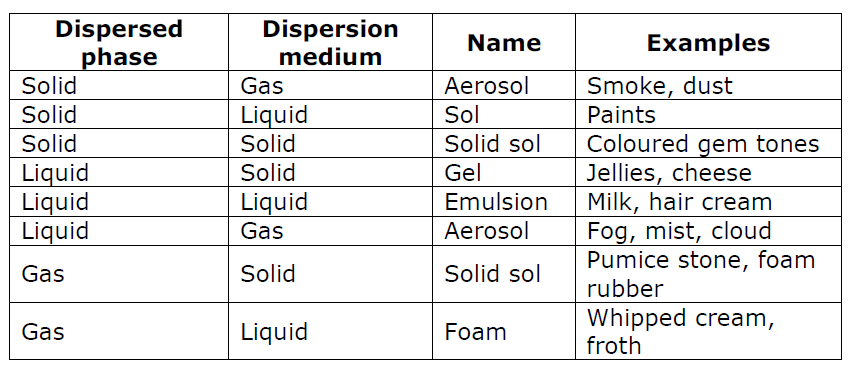 Dispersed phase | Dispersion medium | Name | Examples
Solid | Gas | Aerosol | Smoke, dust
Solid | Liquid | Sol | Paints
Solid | Solid | Solid sol | Coloured gem tones
Liquid | Solid | Gel | Jellies, cheese
Liquid | Liquid | Emulsion | Milk, hair cream
Liquid | Gas | Aerosol | Fog, mist, cloud
Gas | Solid | Solid sol | Pumice stone, foam rubber
Gas | Liquid | Foam | Whipped cream, froth